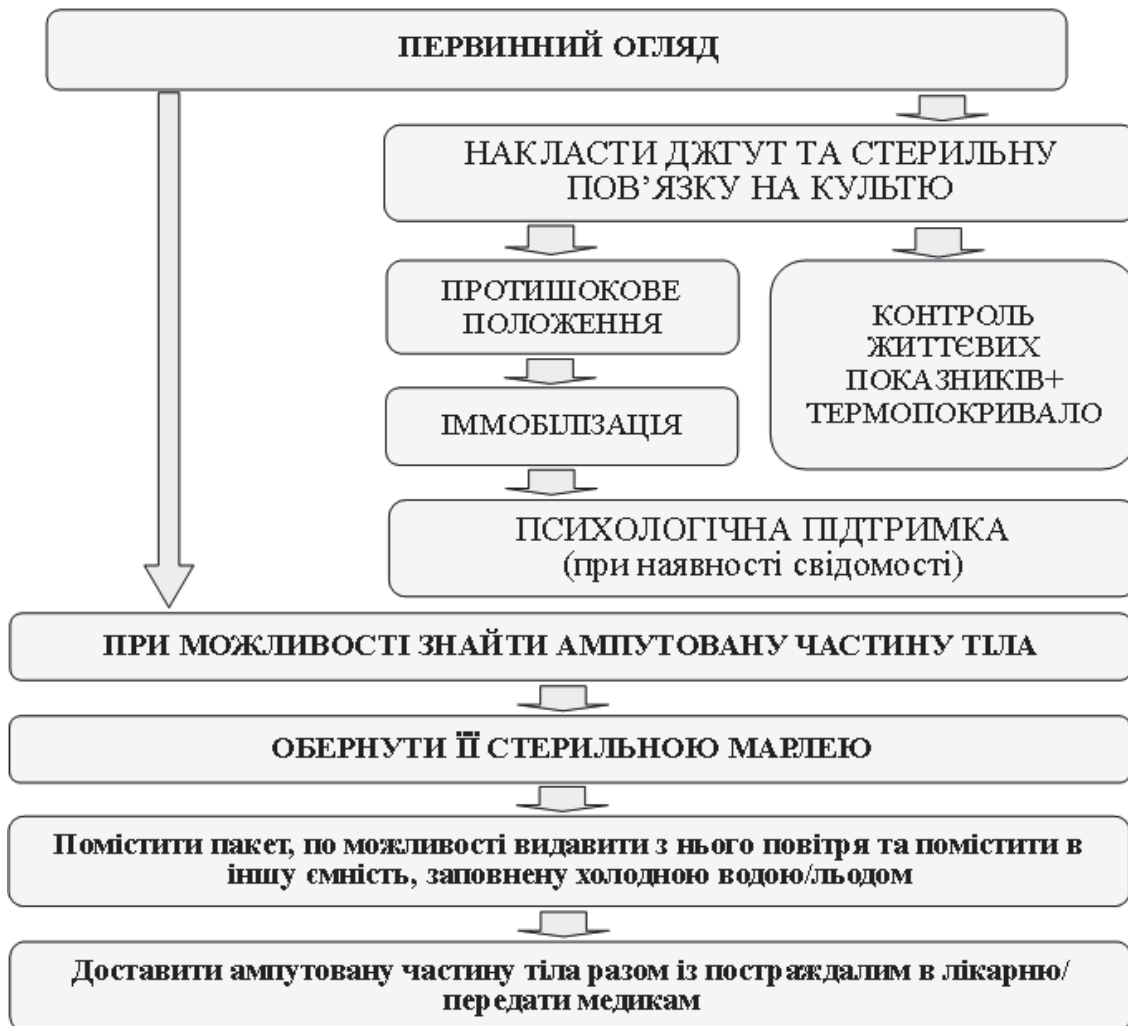 ПЕРВИННИЙ ОГЛЯД
НАКЛАСТИ ДЖГУТ ТА СТЕРИЛЬНУ
ПОВ’ЯЗКУ НА КУЛЬТЮ
ПРОТИШОКОВЕ
ПОЛОЖЕННЯ
ІММОБІЛІЗАЦІЯ
КОНТРОЛЬ
ЖИТТЄВИХ
ПОКАЗНИКІВ+
ТЕРМОПОКРИВАЛО
ПСИХОЛОГІЧНА ПІДТРИМКА
(при наявності свідомості)
ПРИ МОЖЛИВОСТІ ЗНАЙТИ АМПУТОВАНУ ЧАСТИНУ ТІЛА
ОБЕРНУТИ ЇЇ СТЕРИЛЬНОЮ МАРЛЕЮ
Помістити пакет, по можливості видавити з нього повітря та помістити в
іншу ємність, заповнену холодною водою/льодом
Доставити ампутовану частину тіла разом із постраждалим в лікарню/
передати медикам